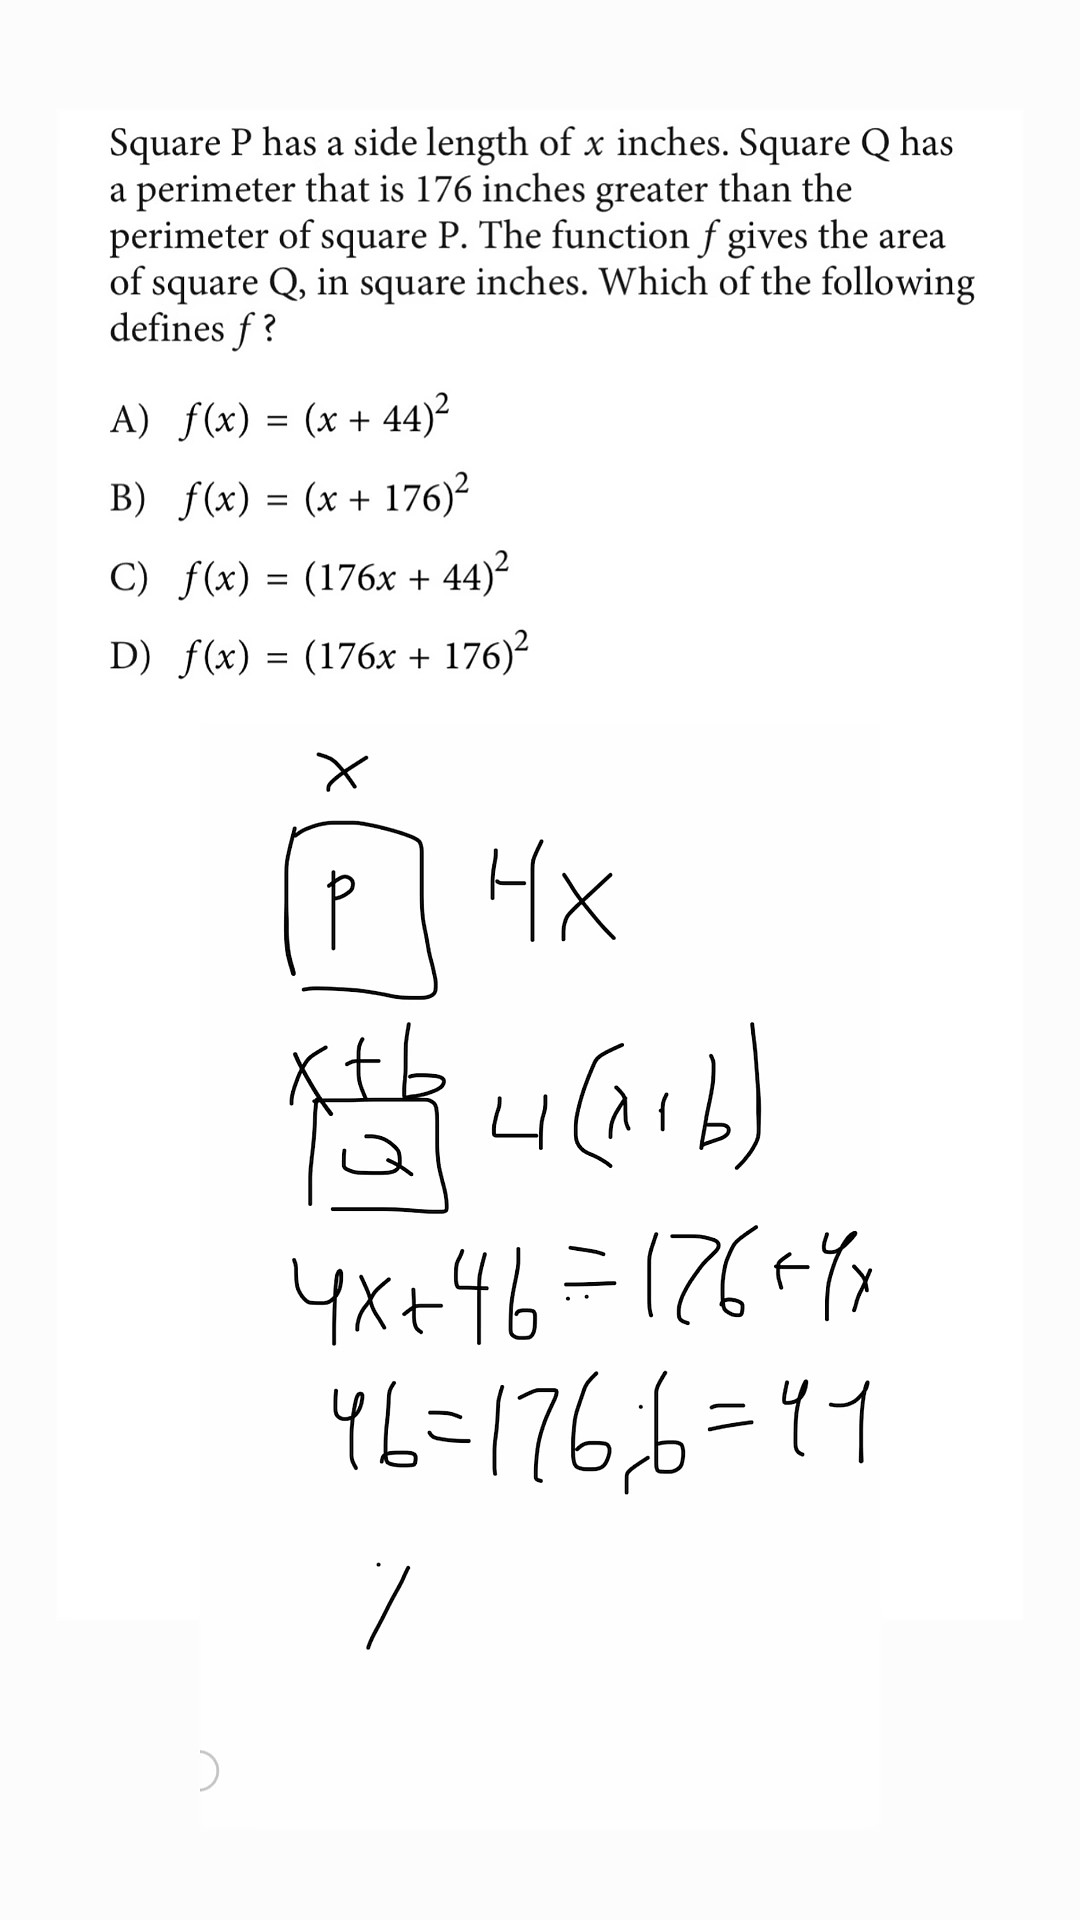 Square P has a side length of x inches. Square Q has
a perimeter that is 176 inches greater than the
perimeter of square P. The function f gives the area
of square Q, in square inches. Which of the following
defines f ?
A) f(x) = (x + 44)²
B) f(x) = (x + 176)²
C) f(x) = (176x + 44)²
D) f(x) = (176x + 176)²
x
P 4x
x+b
Q 4(x+b)
4x+4b=176+4x
4b=176, b=44